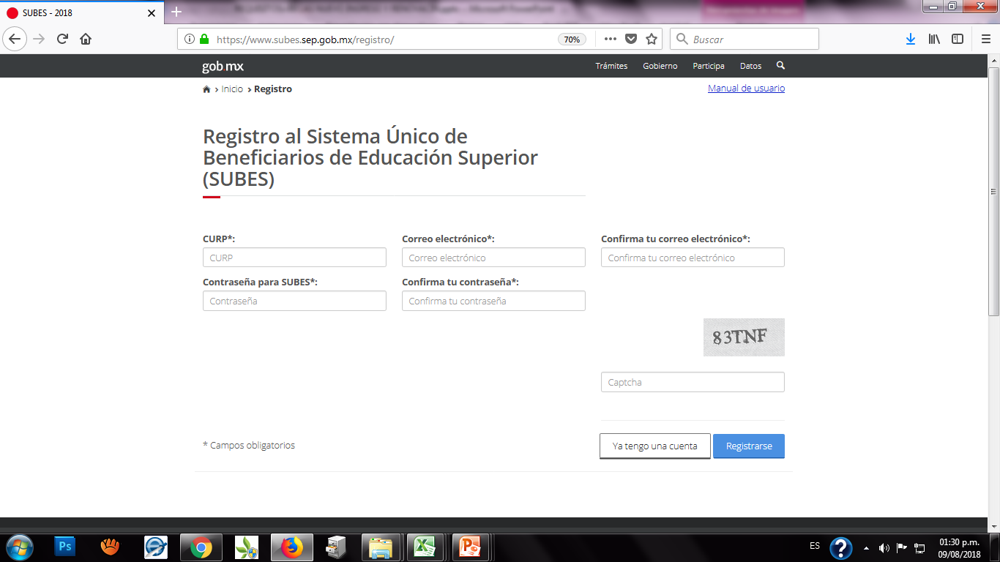 SUBES - 2018
https://www.subes.sep.gob.mx/registro/
70%
Buscar
gob.mx
Trámites Gobierno Participa Datos
Inicio > Registro
Manual de usuario
Registro al Sistema Único de
Beneficiarios de Educación Superior
(SUBES)
CURP*: Correo electrónico*: Confirma tu correo electrónico*:
CURP Correo electrónico Confirma tu correo electrónico
Contraseña para SUBES*: Confirma tu contraseña*:
Contraseña Confirma tu contraseña
83TNF
Captcha
* Campos obligatorios
Ya tengo una cuenta Registrarse
Ps
ES
01:30 p.m.
09/08/2018